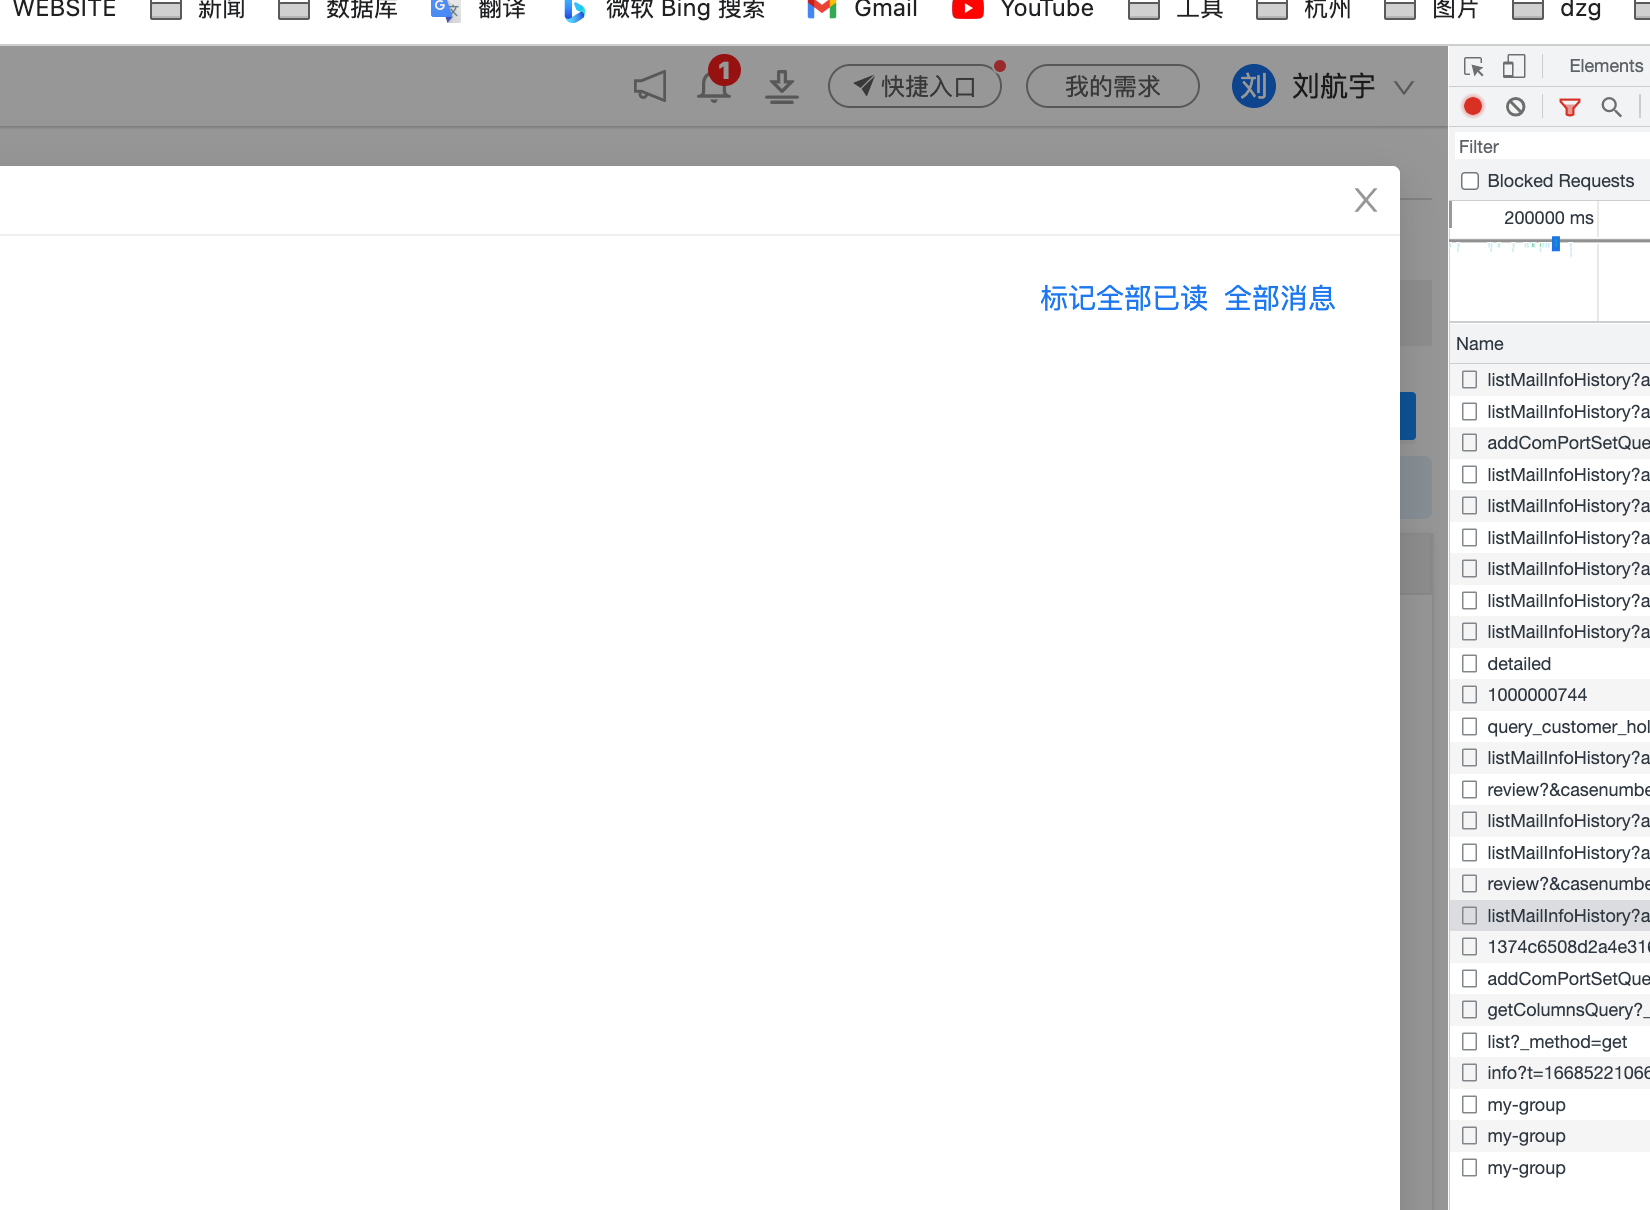 WEBSITE 新闻 数据库 翻译 微软 Bing 搜索 Gmail YouTube 工具 杭州 图片 dzg
1 快捷入口 我的需求 刘 刘航宇
标记全部已读 全部消息
Elements
Filter
Blocked Requests
200000 ms
Name
listMailInfoHistory?a
listMailInfoHistory?a
addComPortSetQue
listMailInfoHistory?a
listMailInfoHistory?a
listMailInfoHistory?a
listMailInfoHistory?a
listMailInfoHistory?a
listMailInfoHistory?a
detailed
1000000744
query_customer_hol
listMailInfoHistory?a
review?&casenumbe
listMailInfoHistory?a
listMailInfoHistory?a
review?&casenumbe
listMailInfoHistory?a
1374c6508d2a4e316
addComPortSetQue
getColumnsQuery?_
list?_method=get
info?t=16685221066
my-group
my-group
my-group